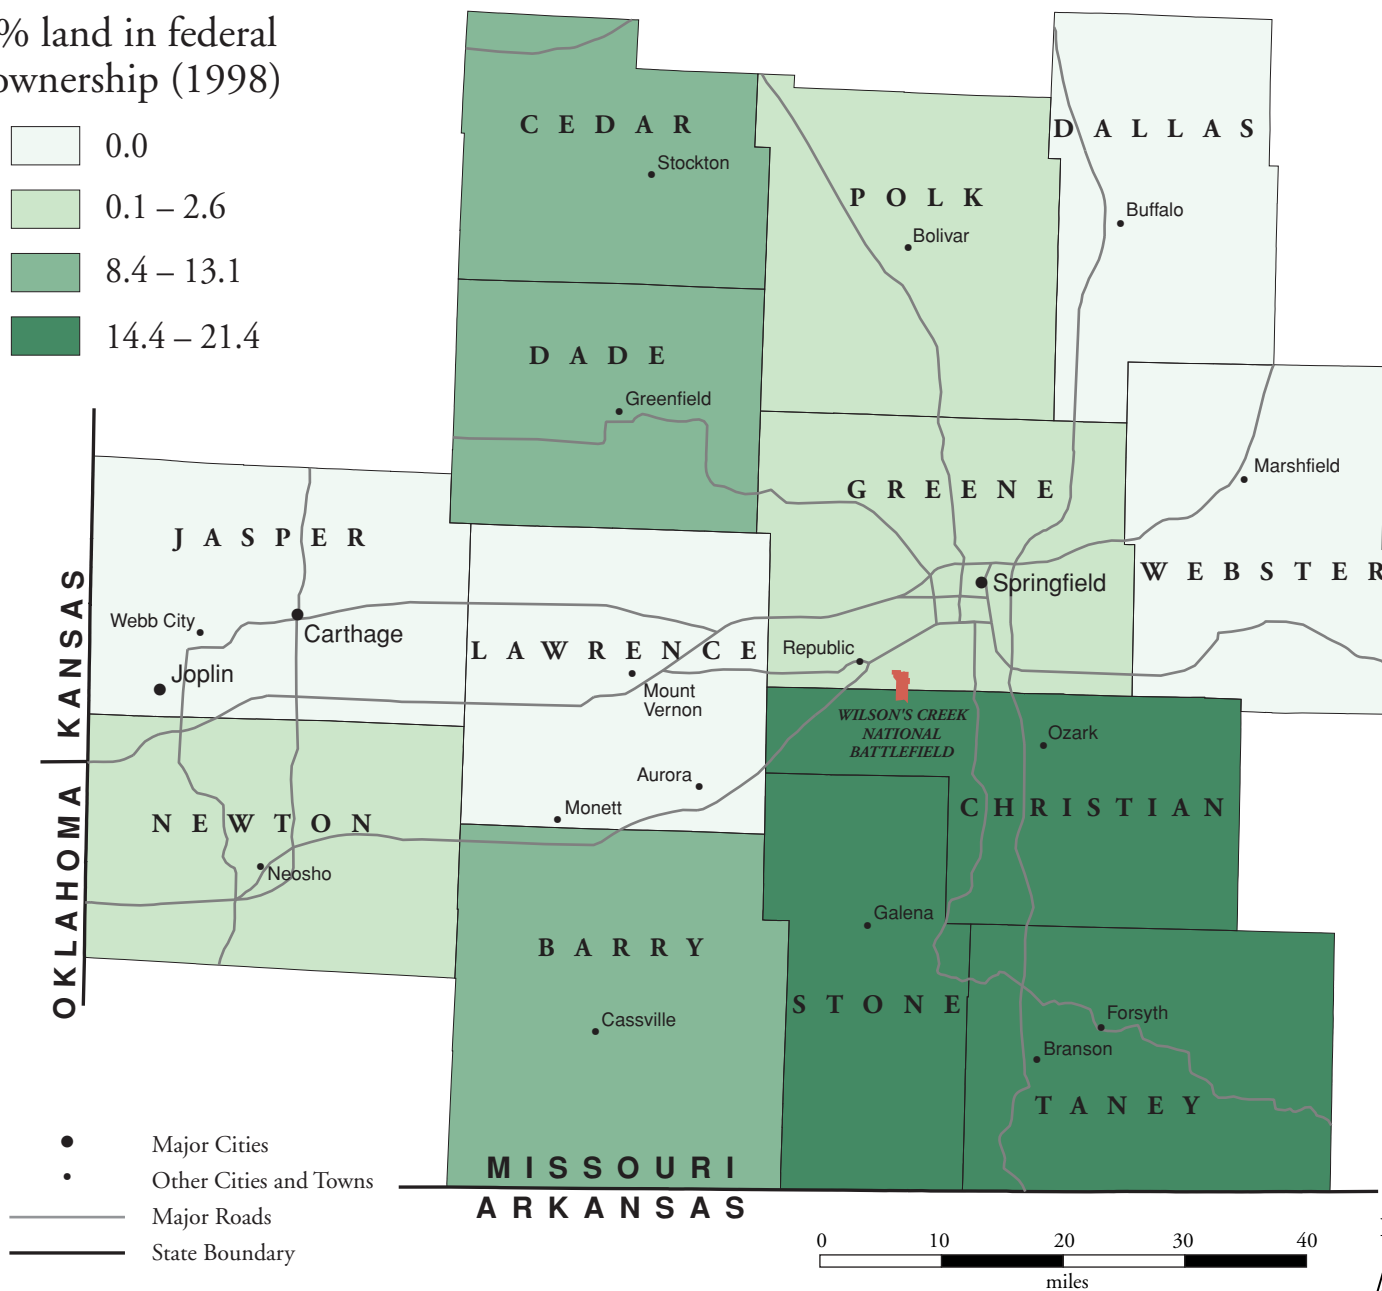 % land in federal
ownership (1998)
0.0
0.1 – 2.6
8.4 – 13.1
14.4 – 21.4
CEDAR
Stockton
POLK
Bolivar
DALLAS
Buffalo
DADE
Greenfield
GREENE
Springfield
Republic
Marshfield
WEBSTER
JASPER
Webb City
Carthage
Joplin
LAWRENCE
Mount
Vernon
Aurora
Monett
WILSON'S CREEK
NATIONAL
BATTLEFIELD
Ozark
CHRISTIAN
NEWTON
Neosho
BARRY
Cassville
Galena
STONE
Forsyth
Branson
TANEY
KANSAS
OKLAHOMA
MISSOURI
ARKANSAS
Major Cities
Other Cities and Towns
Major Roads
State Boundary
0 10 20 30 40
miles